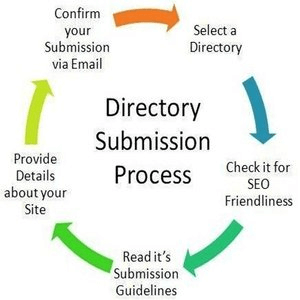 Confirm
your
Submission
via Email
Select a
Directory
Directory
Submission
Process
Check it for
SEO
Friendliness
Read it's
Submission
Guidelines
Provide
Details
about your
Site